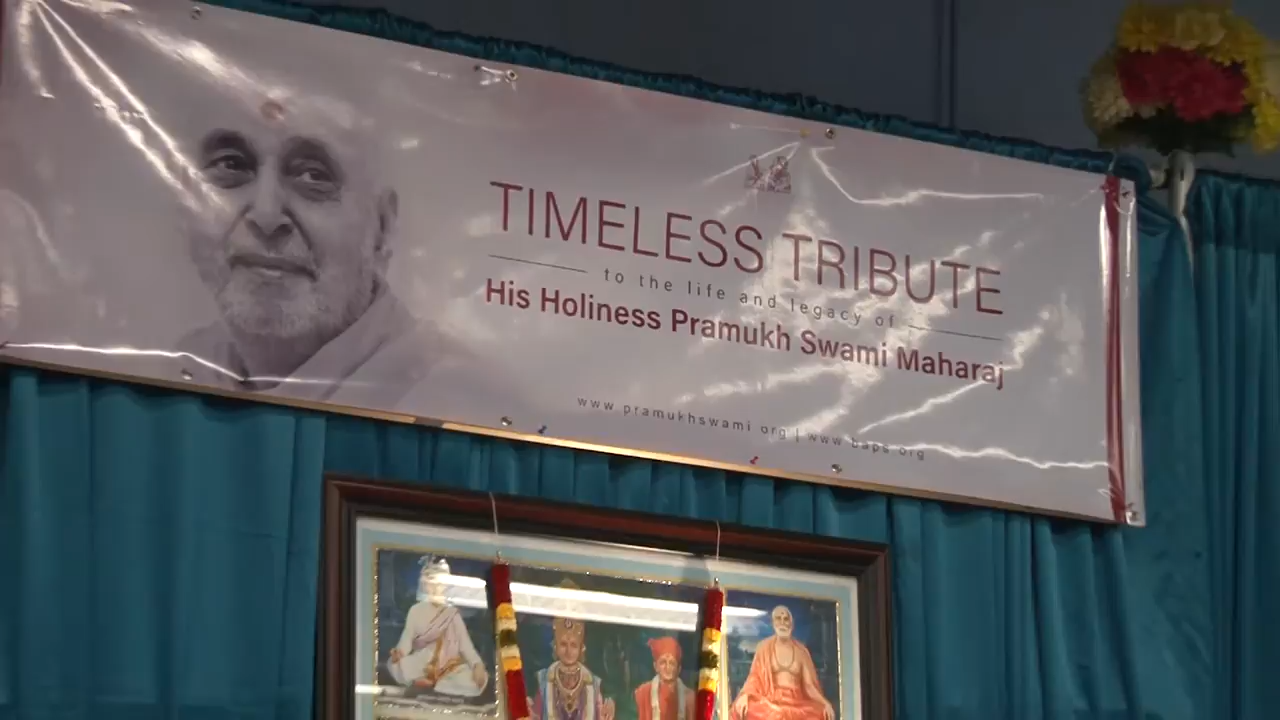 TIMELESS TRIBUTE
to the life and legacy of
His Holiness Pramukh Swami Maharaj
www.pramukhswami.org | www.baps.org